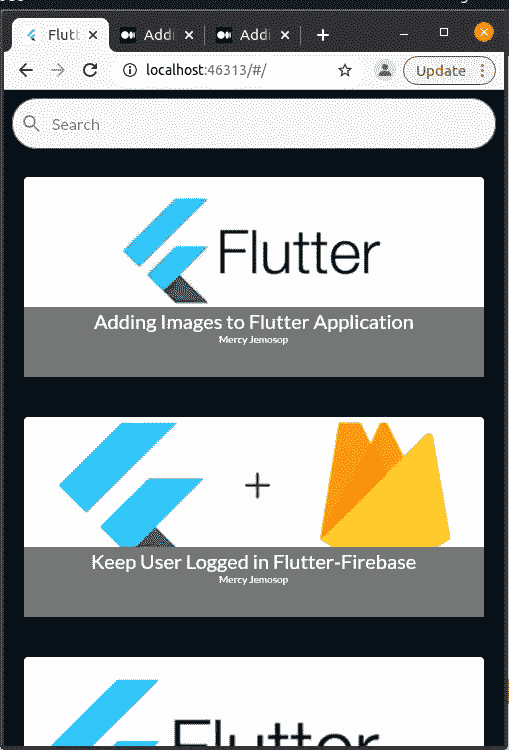 Flutt
Addi
Addi
localhost:46313/#/
Update
Search
Flutter
Adding Images to Flutter Application
Mercy Jemosop
+
Keep User Logged in Flutter-Firebase
Mercy Jemosop
Flutter